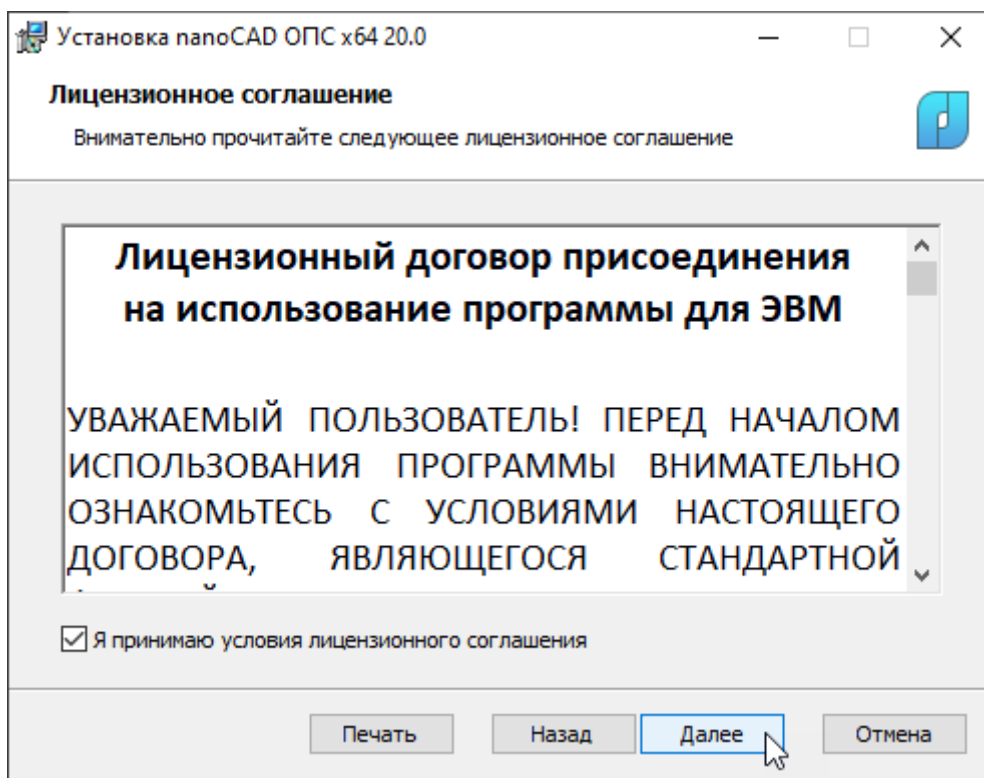 Установка nanoCAD ОПС x64 20.0
Лицензионное соглашение
Внимательно прочитайте следующее лицензионное соглашение
Лицензионный договор присоединения
на использование программы для ЭВМ
УВАЖАЕМЫЙ ПОЛЬЗОВАТЕЛЬ! ПЕРЕД НАЧАЛОМ
ИСПОЛЬЗОВАНИЯ ПРОГРАММЫ ВНИМАТЕЛЬНО
ОЗНАКОМЬТЕСЬ С УСЛОВИЯМИ НАСТОЯЩЕГО
ДОГОВОРА, ЯВЛЯЮЩЕГОСЯ СТАНДАРТНОЙ
Я принимаю условия лицензионного соглашения
Печать Назад Далее Отмена